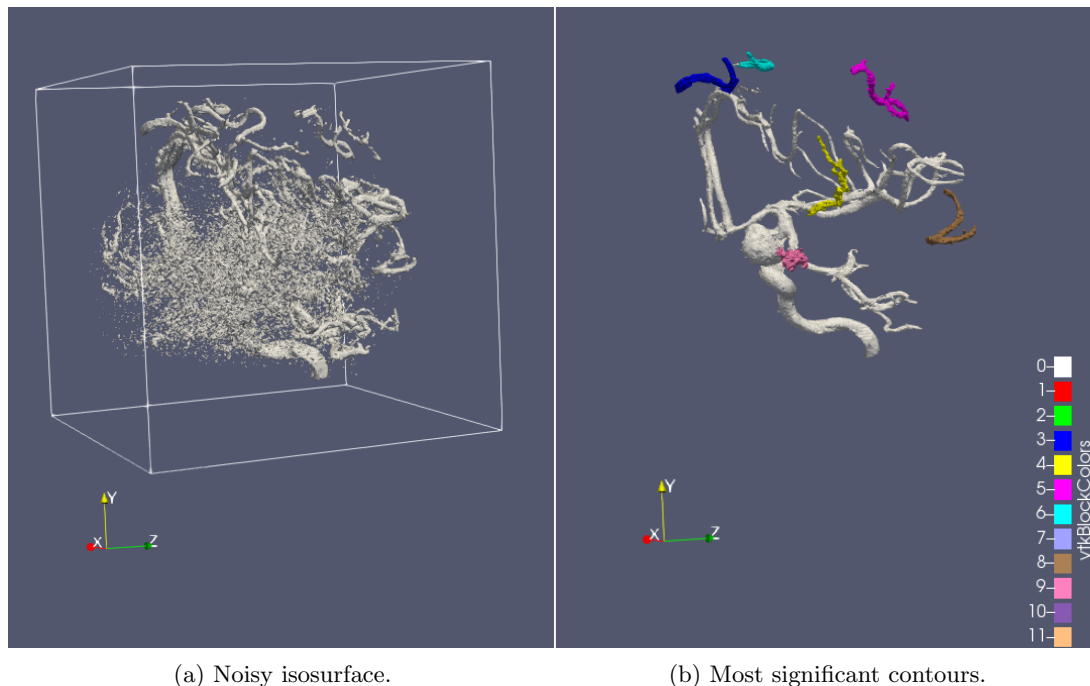 Y
X
Z
Y
X
Z
0
1
2
3
4
5
6
7
8
9
10
11
vtkBlockColors
(a) Noisy isosurface.
(b) Most significant contours.